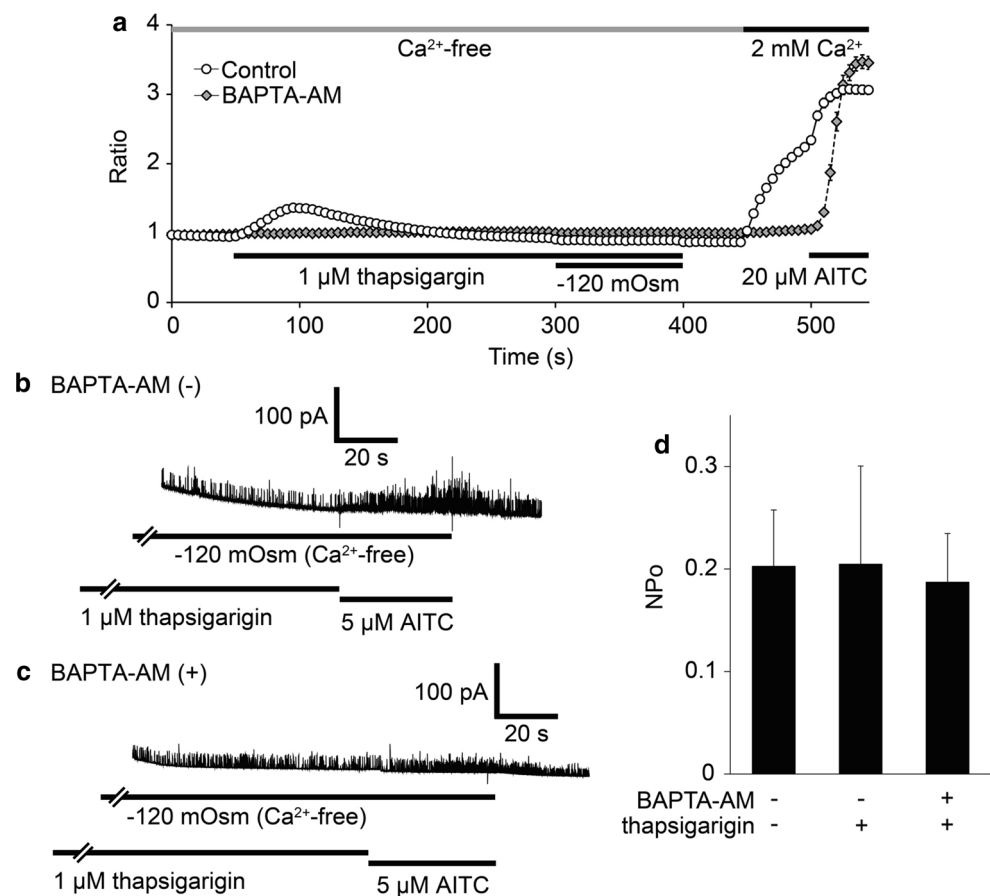 a
4
3
2
1
0
Ratio
Ca²⁺-free
2 mM Ca²⁺
Control
BAPTA-AM
1 µM thapsigargin
-120 mOsm
20 µM AITC
0
100
200
300
400
500
Time (s)
b
BAPTA-AM (-)
100 pA
20 s
-120 mOsm (Ca²⁺-free)
1 µM thapsigarigin
5 µM AITC
c
BAPTA-AM (+)
100 pA
20 s
-120 mOsm (Ca²⁺-free)
1 µM thapsigarigin
5 µM AITC
d
0.3
0.2
0.1
0
NPo
BAPTA-AM - - +
thapsigarigin - + +